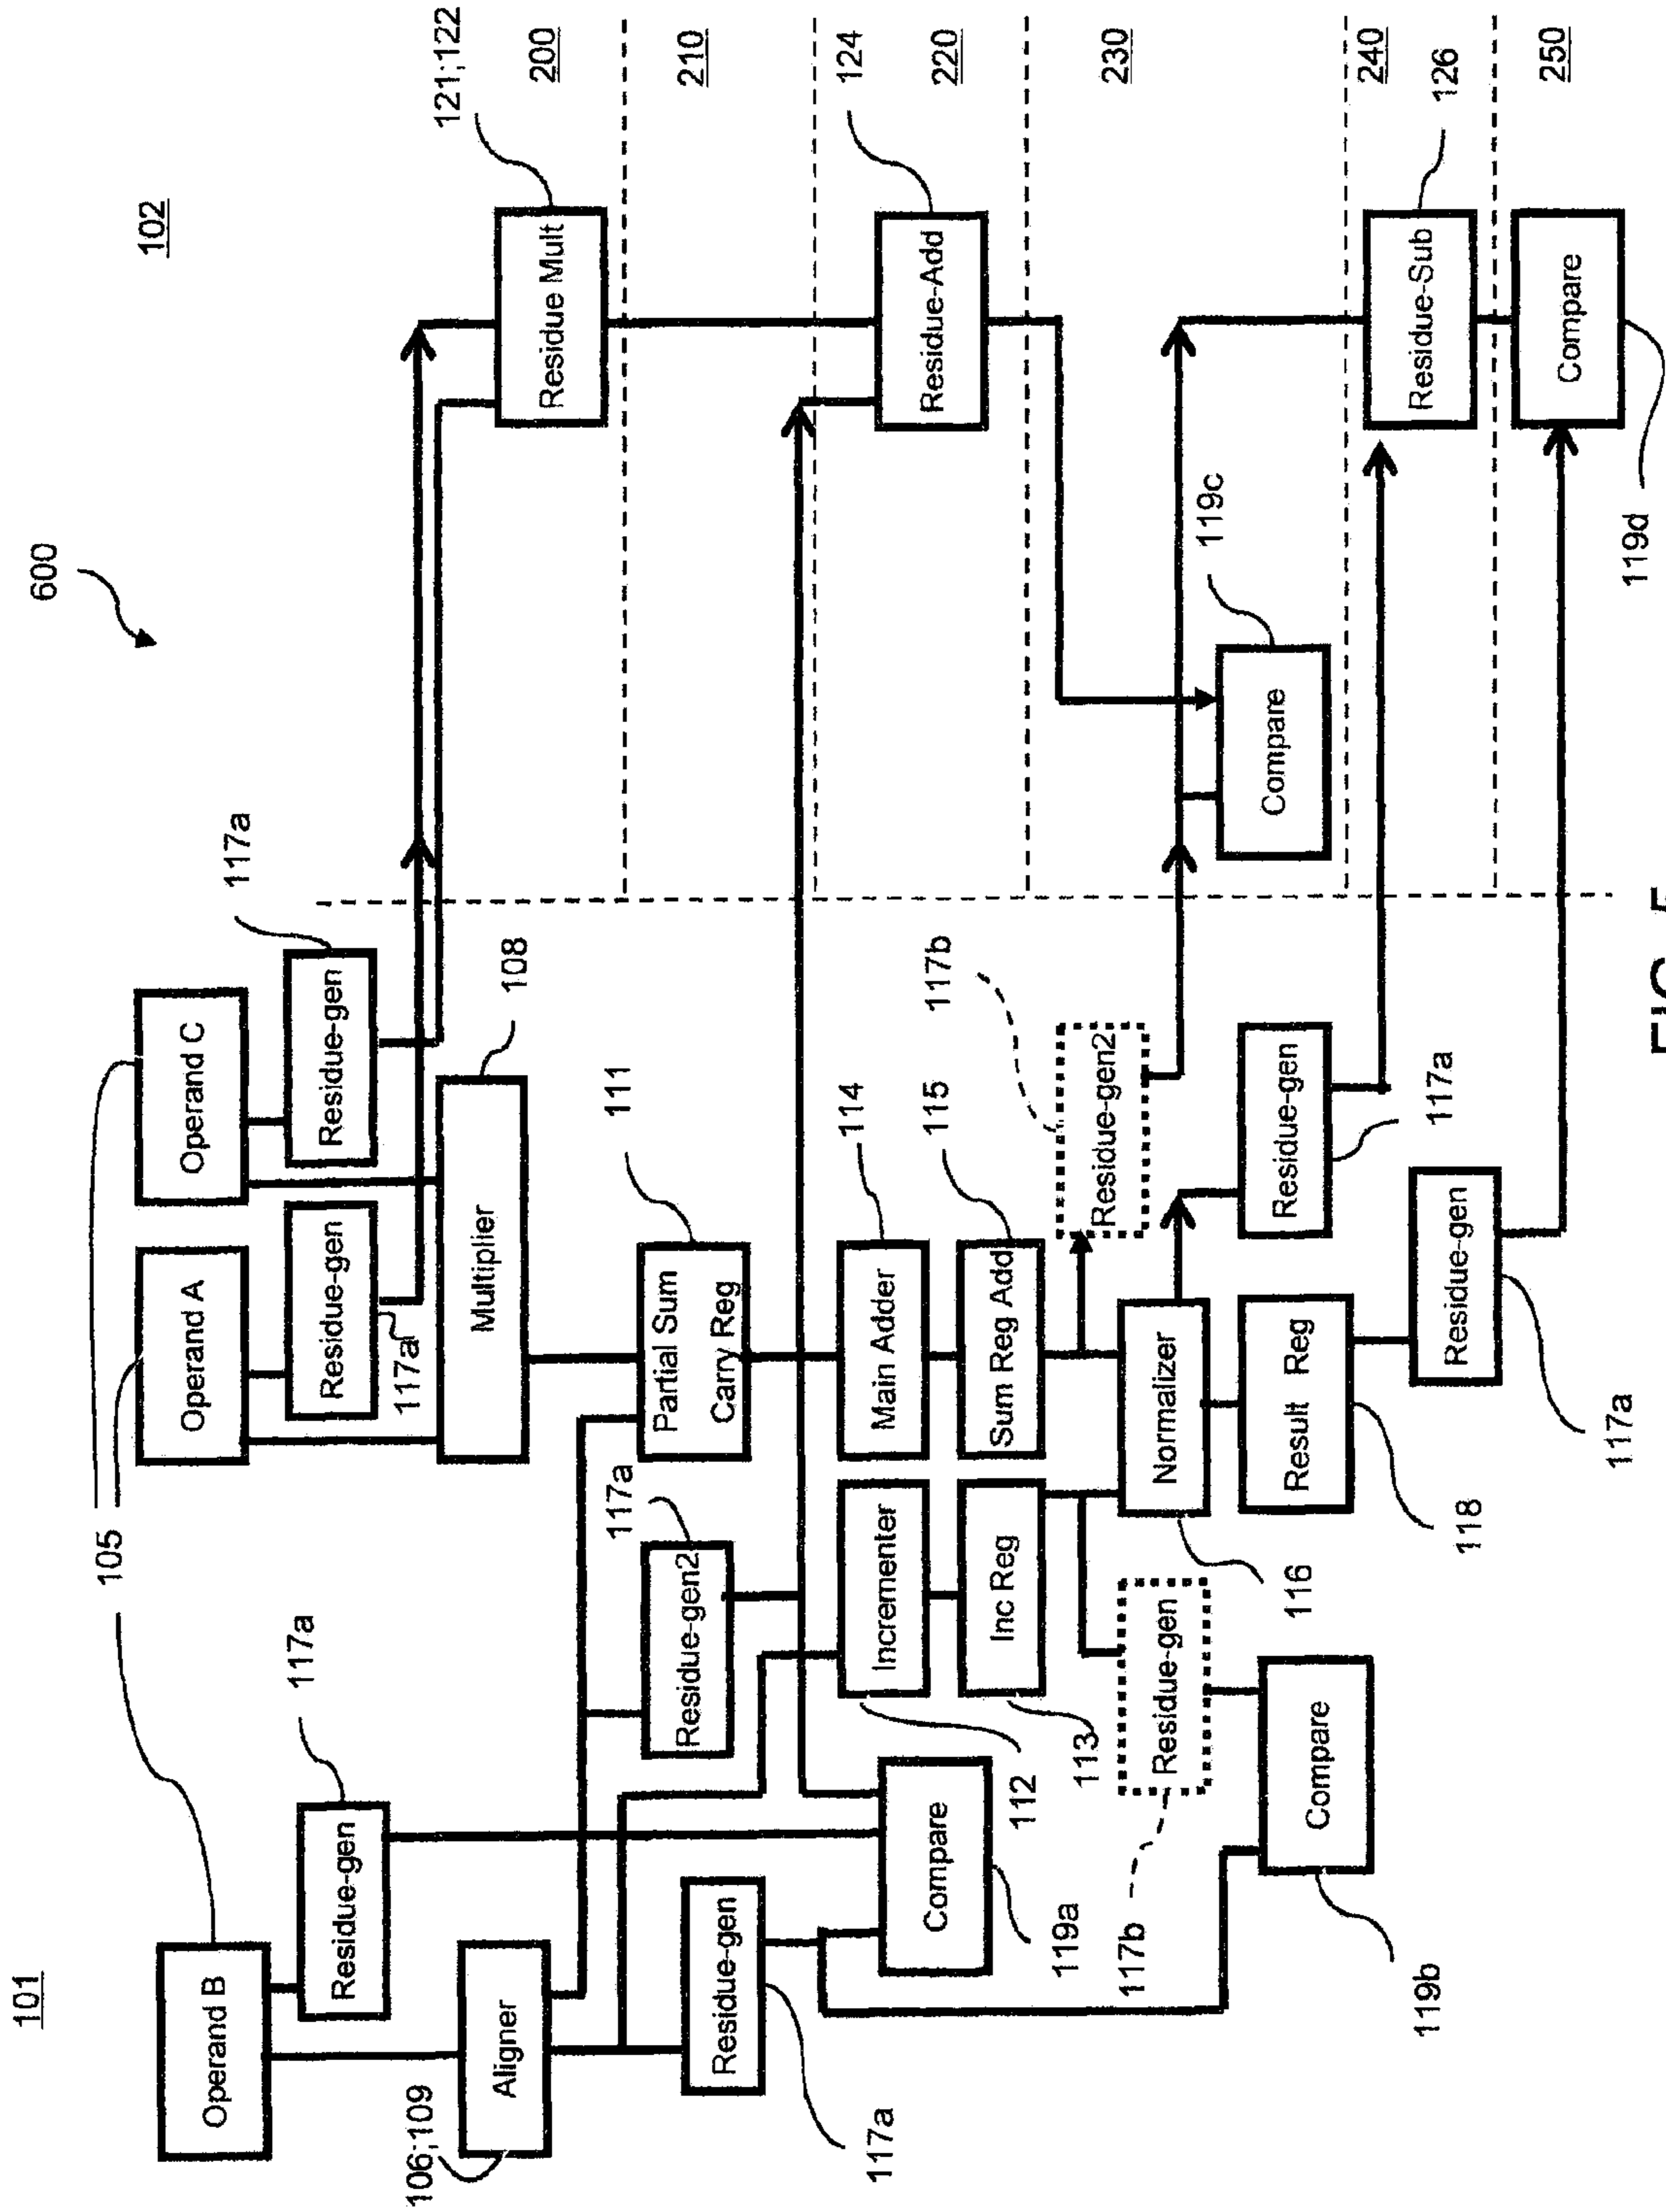 101
600
105
102
Operand B
Operand A
Operand C
117a
117a
Residue-gen
Residue-gen
Residue-gen
117a
106;109
Aligner
Multiplier
108
121;122
Residue Mult
200
117a
Residue-gen
Residue-gen2
117a
Partial Sum
Carry Reg
111
210
Compare
119a
Incrementer
112
Main Adder
114
Residue-Add
124
220
Inc Reg
113
Sum Reg Add
115
117b
Residue-gen
117b
Normalizer
116
Residue-gen2
117b
230
Compare
119b
Result Reg
118
Residue-gen
117a
Compare
119c
Residue-Sub
126
240
Residue-gen
117a
Compare
119d
250
FIG.